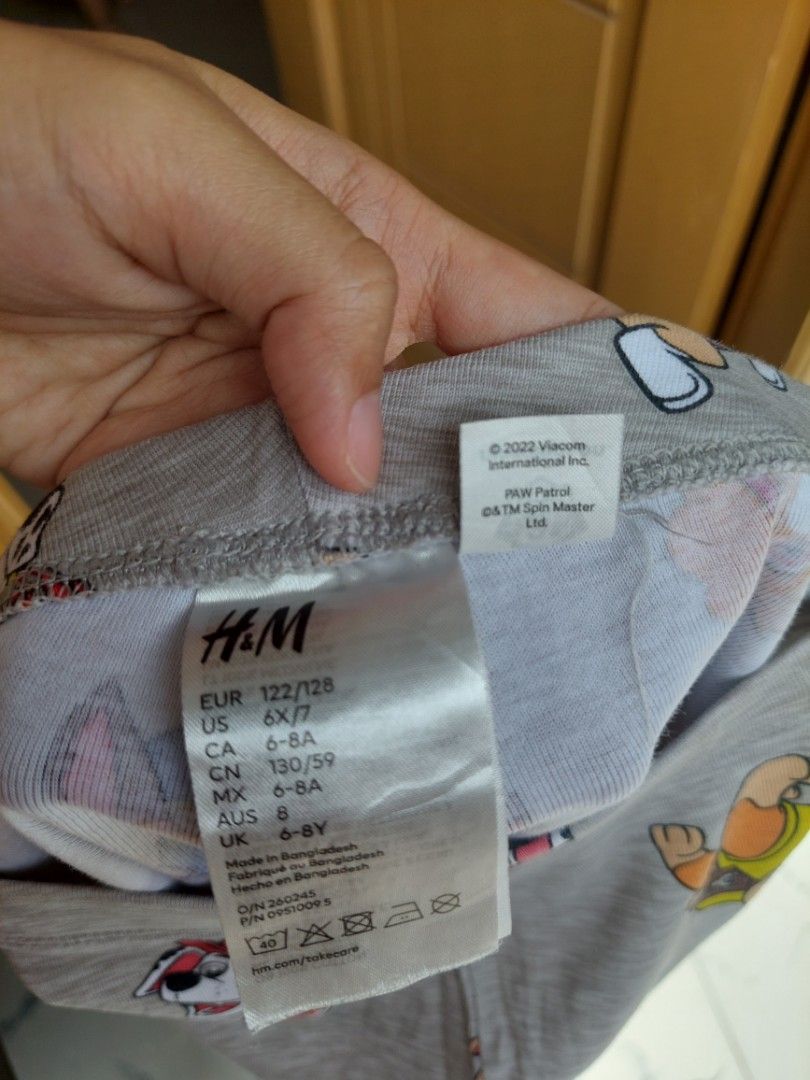 © 2022 Viacom
International Inc.
PAW Patrol
©&TM Spin Master
Ltd.
H&M
EUR 122/128
US 6X/7
CA 6-8A
CN 130/59
MX 6-8A
AUS 8
UK 6-8Y
Made in Bangladesh
Fabriqué au Bangladesh
Hecho en Bangladesh
O/N 260245
P/N 0951009 5
40
hm.com/takecare